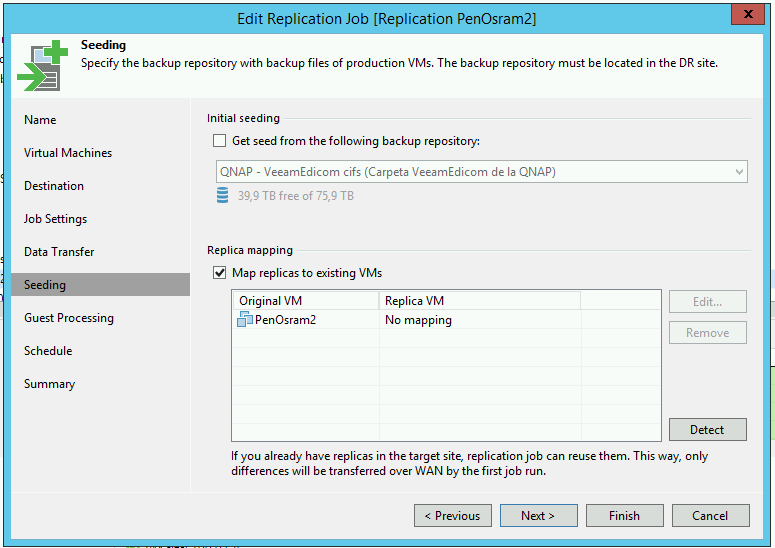 Edit Replication Job [Replication PenOsram2]
Seeding
Specify the backup repository with backup files of production VMs. The backup repository must be located in the DR site.
Name
Virtual Machines
Destination
Job Settings
Data Transfer
Seeding
Guest Processing
Schedule
Summary
Initial seeding
Get seed from the following backup repository:
QNAP - VeeamEdicom cifs (Carpeta VeeamEdicom de la QNAP)
39,9 TB free of 75,9 TB
Replica mapping
Map replicas to existing VMs
Original VM Replica VM
PenOsram2 No mapping
Edit...
Remove
Detect
If you already have replicas in the target site, replication job can reuse them. This way, only
differences will be transferred over WAN by the first job run.
< Previous Next > Finish Cancel